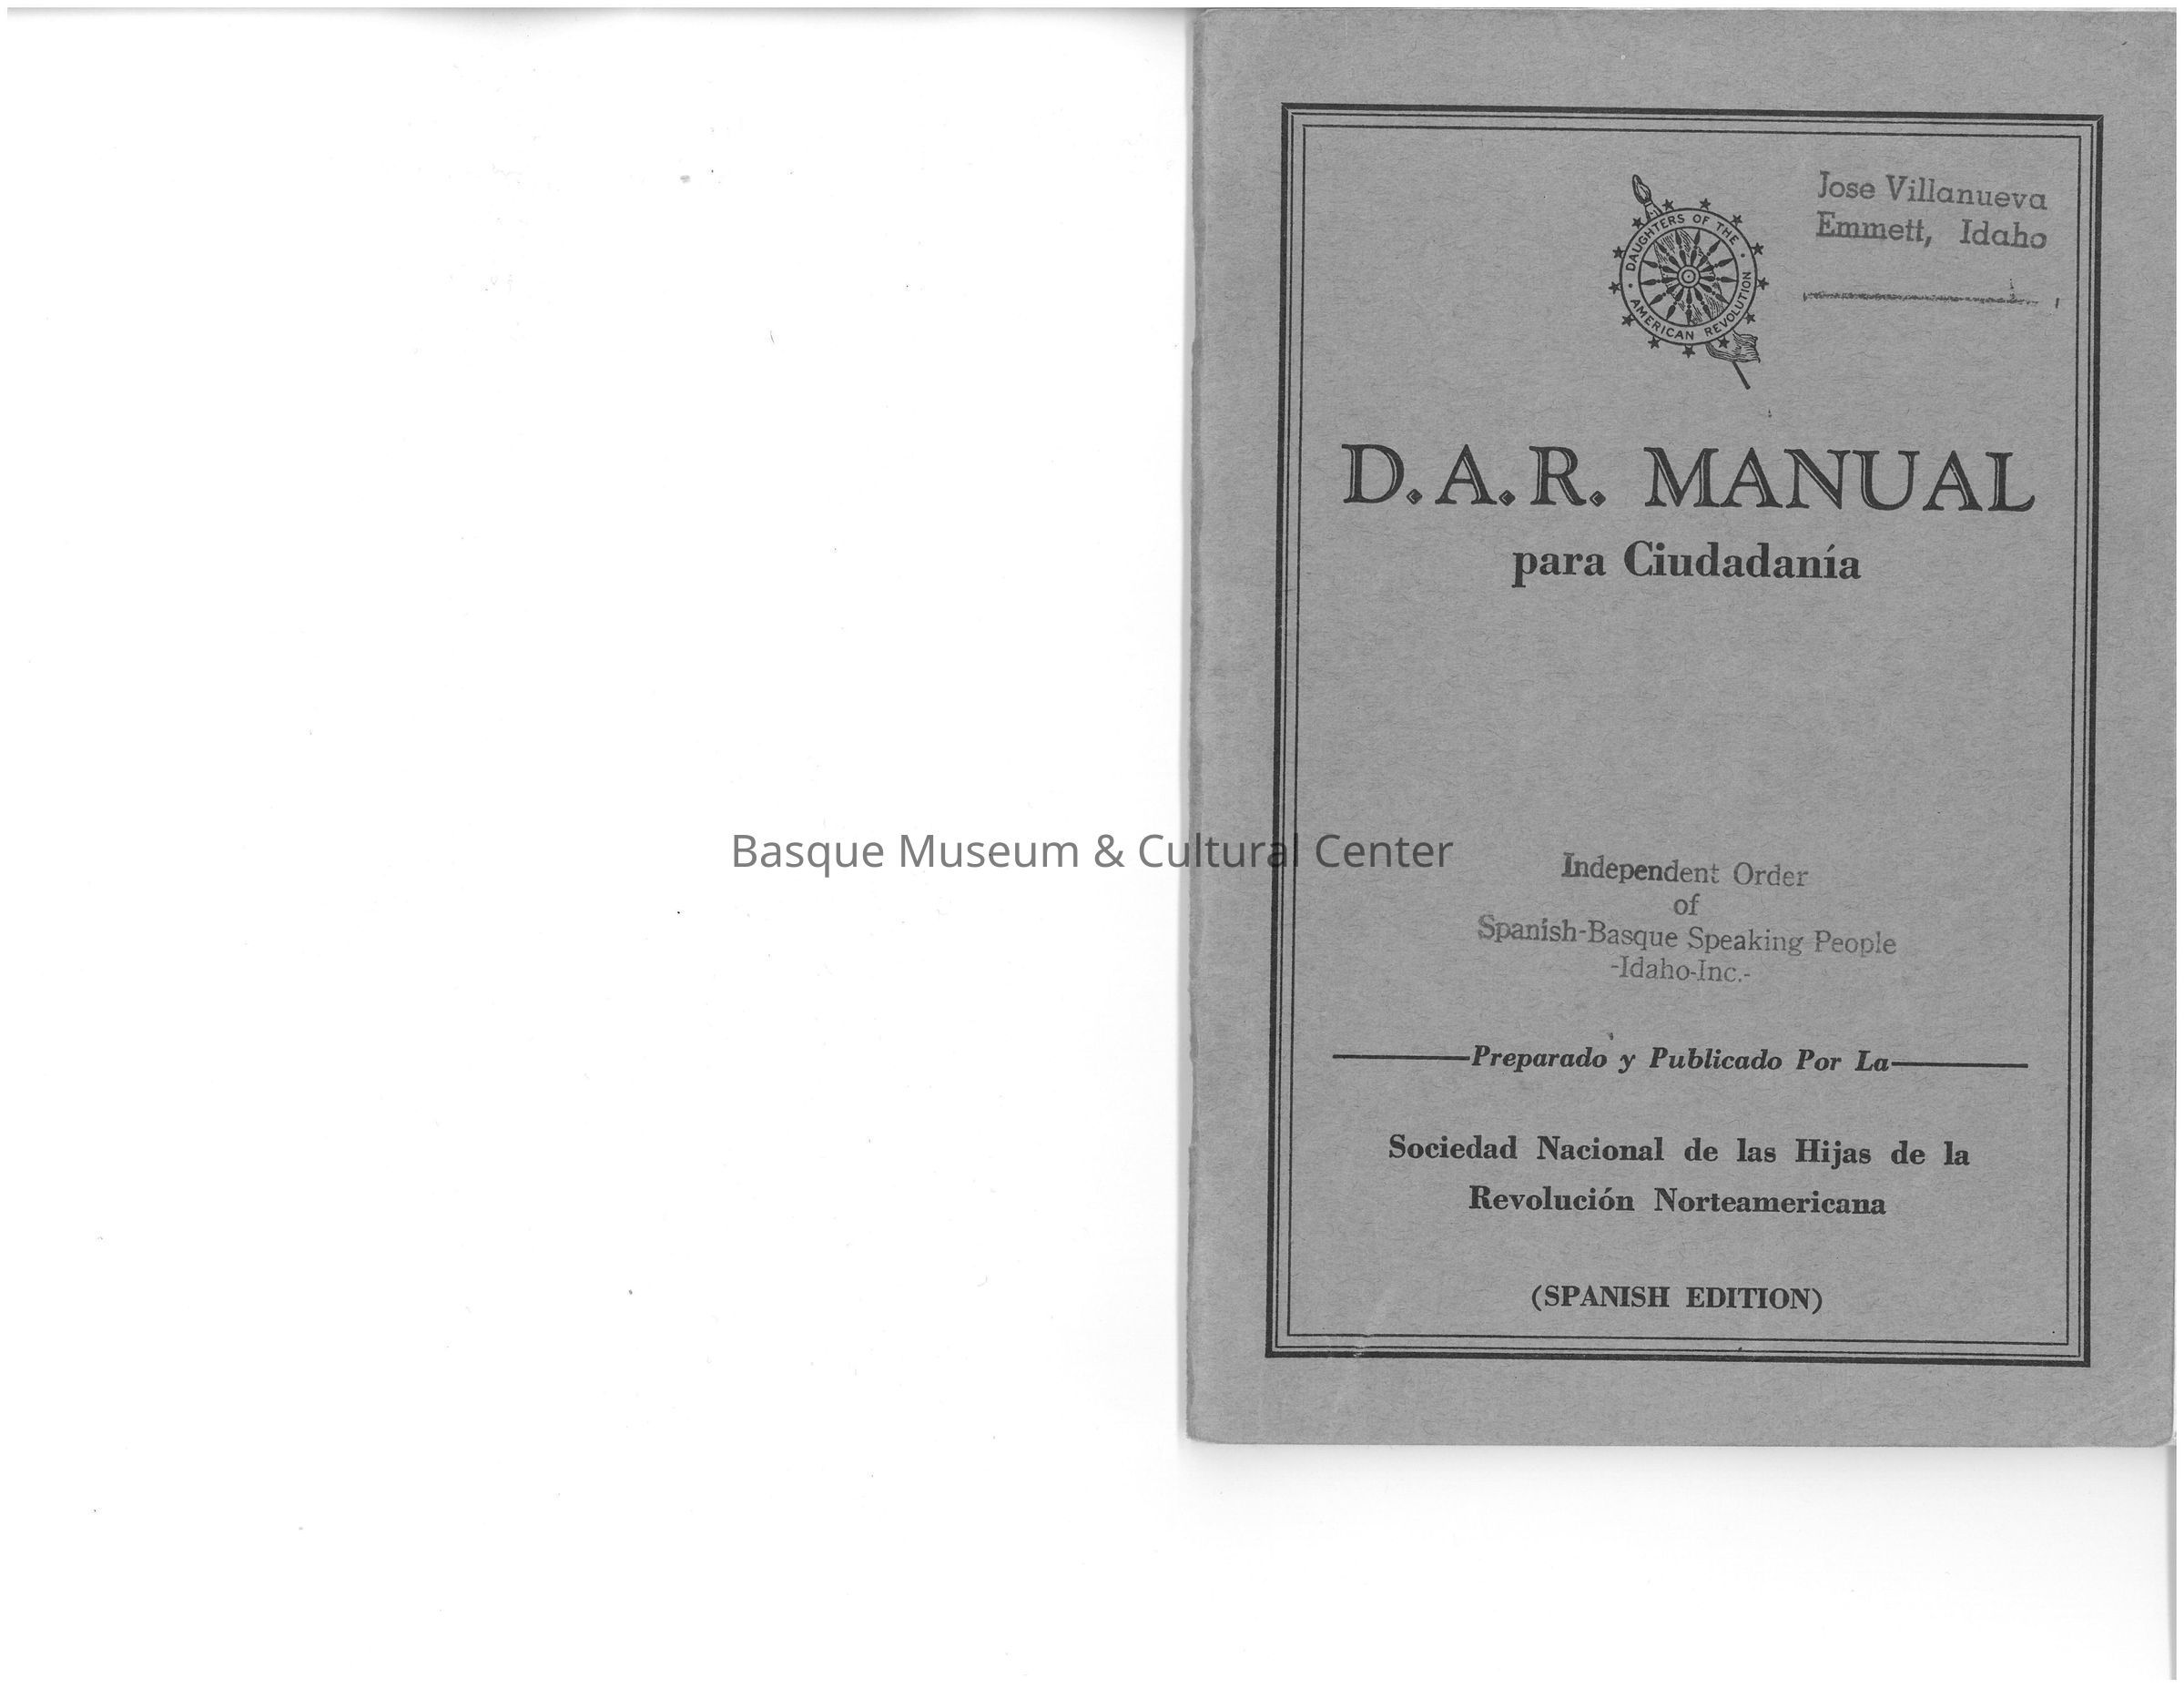 Jose Villanueva
Emmett, Idaho
DAUGHTERS OF THE
AMERICAN REVOLUTION
D.A.R. MANUAL
para Ciudadanía
Basque Museum & Cultural Center
Independent Order
of
Spanish-Basque Speaking People
-Idaho-Inc.-
Preparado y Publicado Por La
Sociedad Nacional de las Hijas de la
Revolución Norteamericana
(SPANISH EDITION)